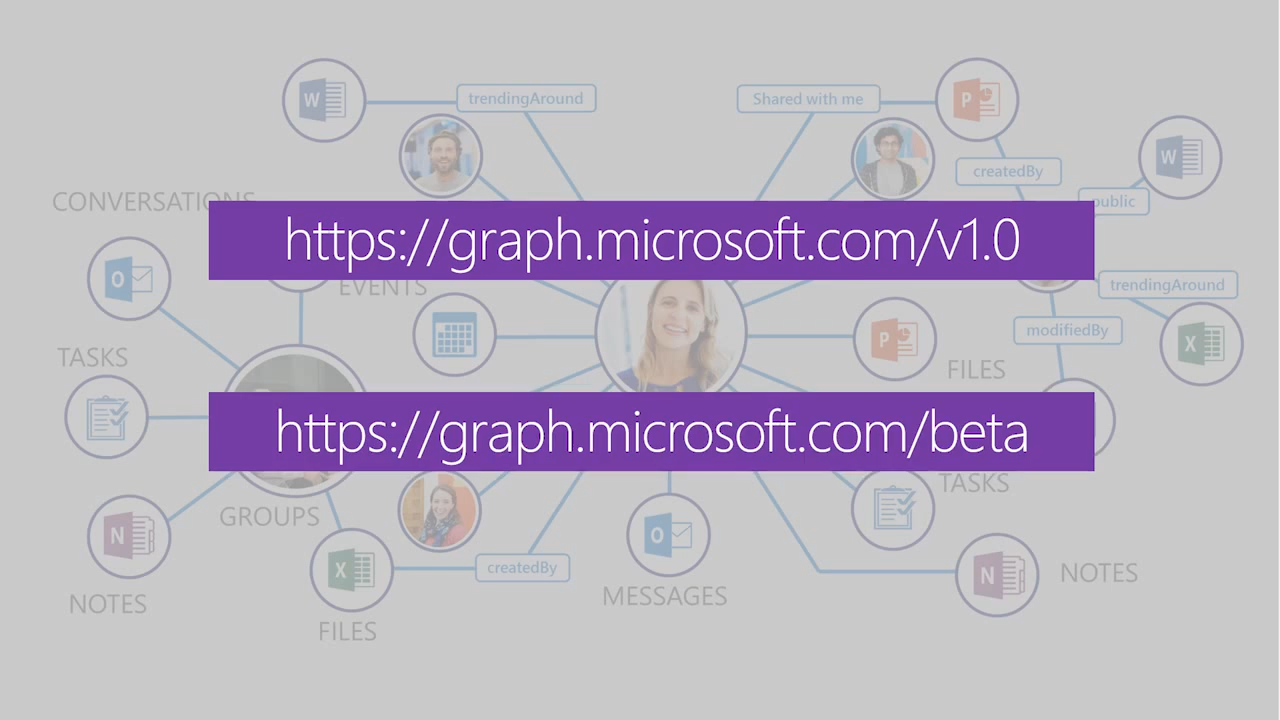 trendingAround
Shared with me
createdBy
CONVERSATIONS
public
https://graph.microsoft.com/v1.0
EVENTS
trendingAround
modifiedBy
TASKS
FILES
https://graph.microsoft.com/beta
TASKS
GROUPS
createdBy
NOTES
MESSAGES
NOTES
FILES
W
P
W
O
P
X
N
X
O
N